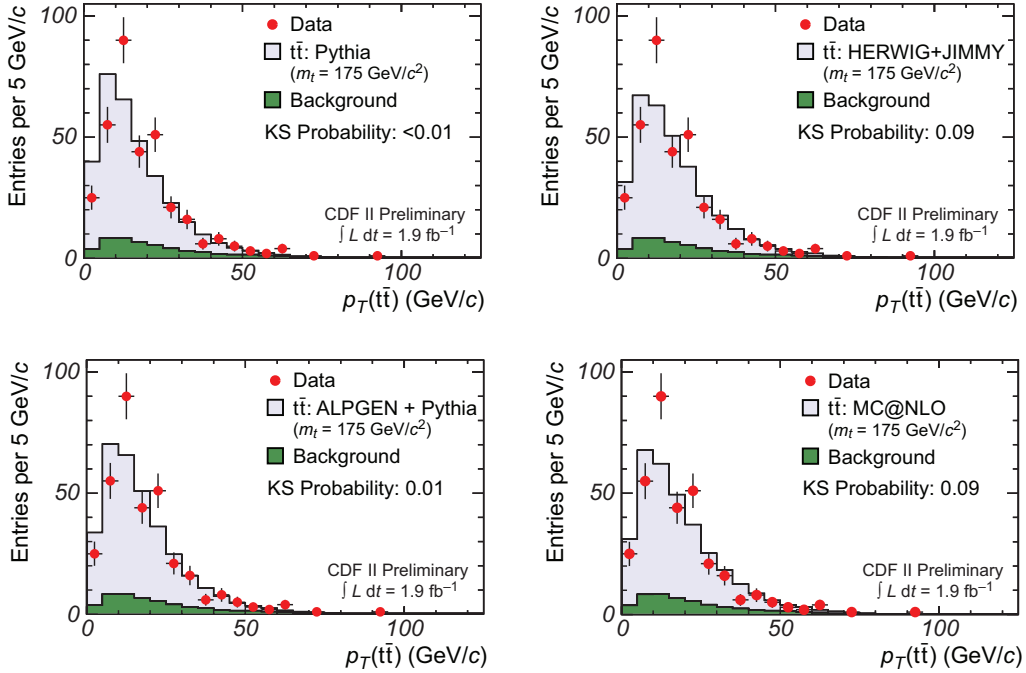 Entries per 5 GeV/c
100
50
0
0 50 100
Data
tt̄: Pythia
(mₜ = 175 GeV/c²)
Background
KS Probability: <0.01
CDF II Preliminary
∫ L dt = 1.9 fb⁻¹
p_T(tt̄) (GeV/c)
Entries per 5 GeV/c
100
50
0
0 50 100
Data
tt̄: HERWIG+JIMMY
(mₜ = 175 GeV/c²)
Background
KS Probability: 0.09
CDF II Preliminary
∫ L dt = 1.9 fb⁻¹
p_T(tt̄) (GeV/c)
Entries per 5 GeV/c
100
50
0
0 50 100
Data
tt̄: ALPGEN + Pythia
(mₜ = 175 GeV/c²)
Background
KS Probability: 0.01
CDF II Preliminary
∫ L dt = 1.9 fb⁻¹
p_T(tt̄) (GeV/c)
Entries per 5 GeV/c
100
50
0
0 50 100
Data
tt̄: MC@NLO
(mₜ = 175 GeV/c²)
Background
KS Probability: 0.09
CDF II Preliminary
∫ L dt = 1.9 fb⁻¹
p_T(tt̄) (GeV/c)